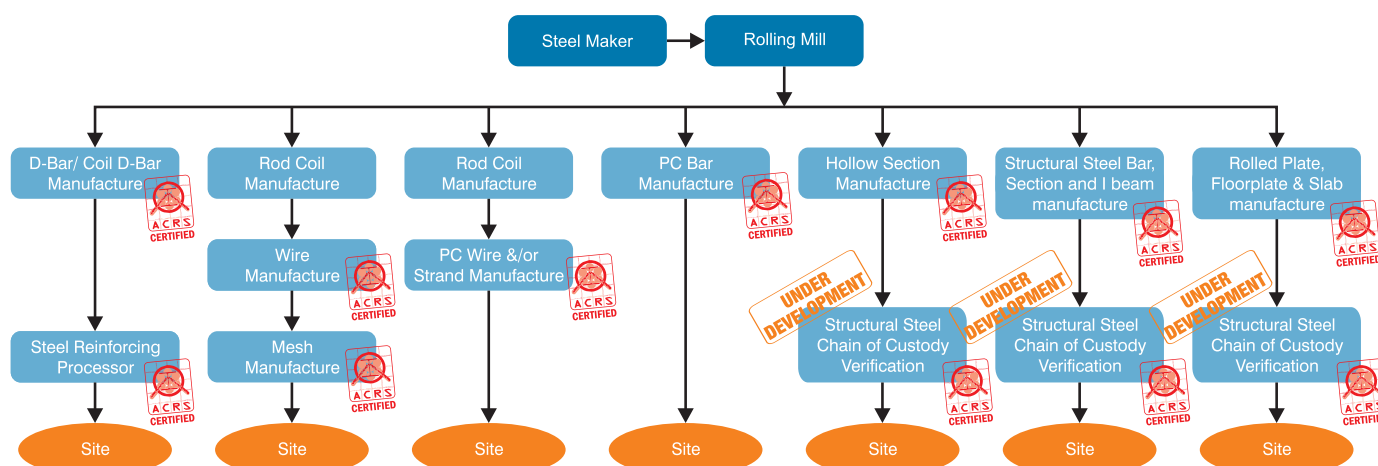 Steel Maker
Rolling Mill
D-Bar/ Coil D-Bar
Manufacture
ACRS
CERTIFIED
Rod Coil
Manufacture
Rod Coil
Manufacture
PC Bar
Manufacture
ACRS
CERTIFIED
Hollow Section
Manufacture
ACRS
CERTIFIED
Structural Steel Bar,
Section and I beam
manufacture
ACRS
CERTIFIED
Rolled Plate,
Floorplate & Slab
manufacture
ACRS
CERTIFIED
Wire
Manufacture
ACRS
CERTIFIED
PC Wire &/or
Strand Manufacture
ACRS
CERTIFIED
UNDER
DEVELOPMENT
UNDER
DEVELOPMENT
UNDER
DEVELOPMENT
Steel Reinforcing
Processor
ACRS
CERTIFIED
Mesh
Manufacture
ACRS
CERTIFIED
Structural Steel
Chain of Custody
Verification
ACRS
CERTIFIED
Structural Steel
Chain of Custody
Verification
ACRS
CERTIFIED
Structural Steel
Chain of Custody
Verification
ACRS
CERTIFIED
Site
Site
Site
Site
Site
Site
Site